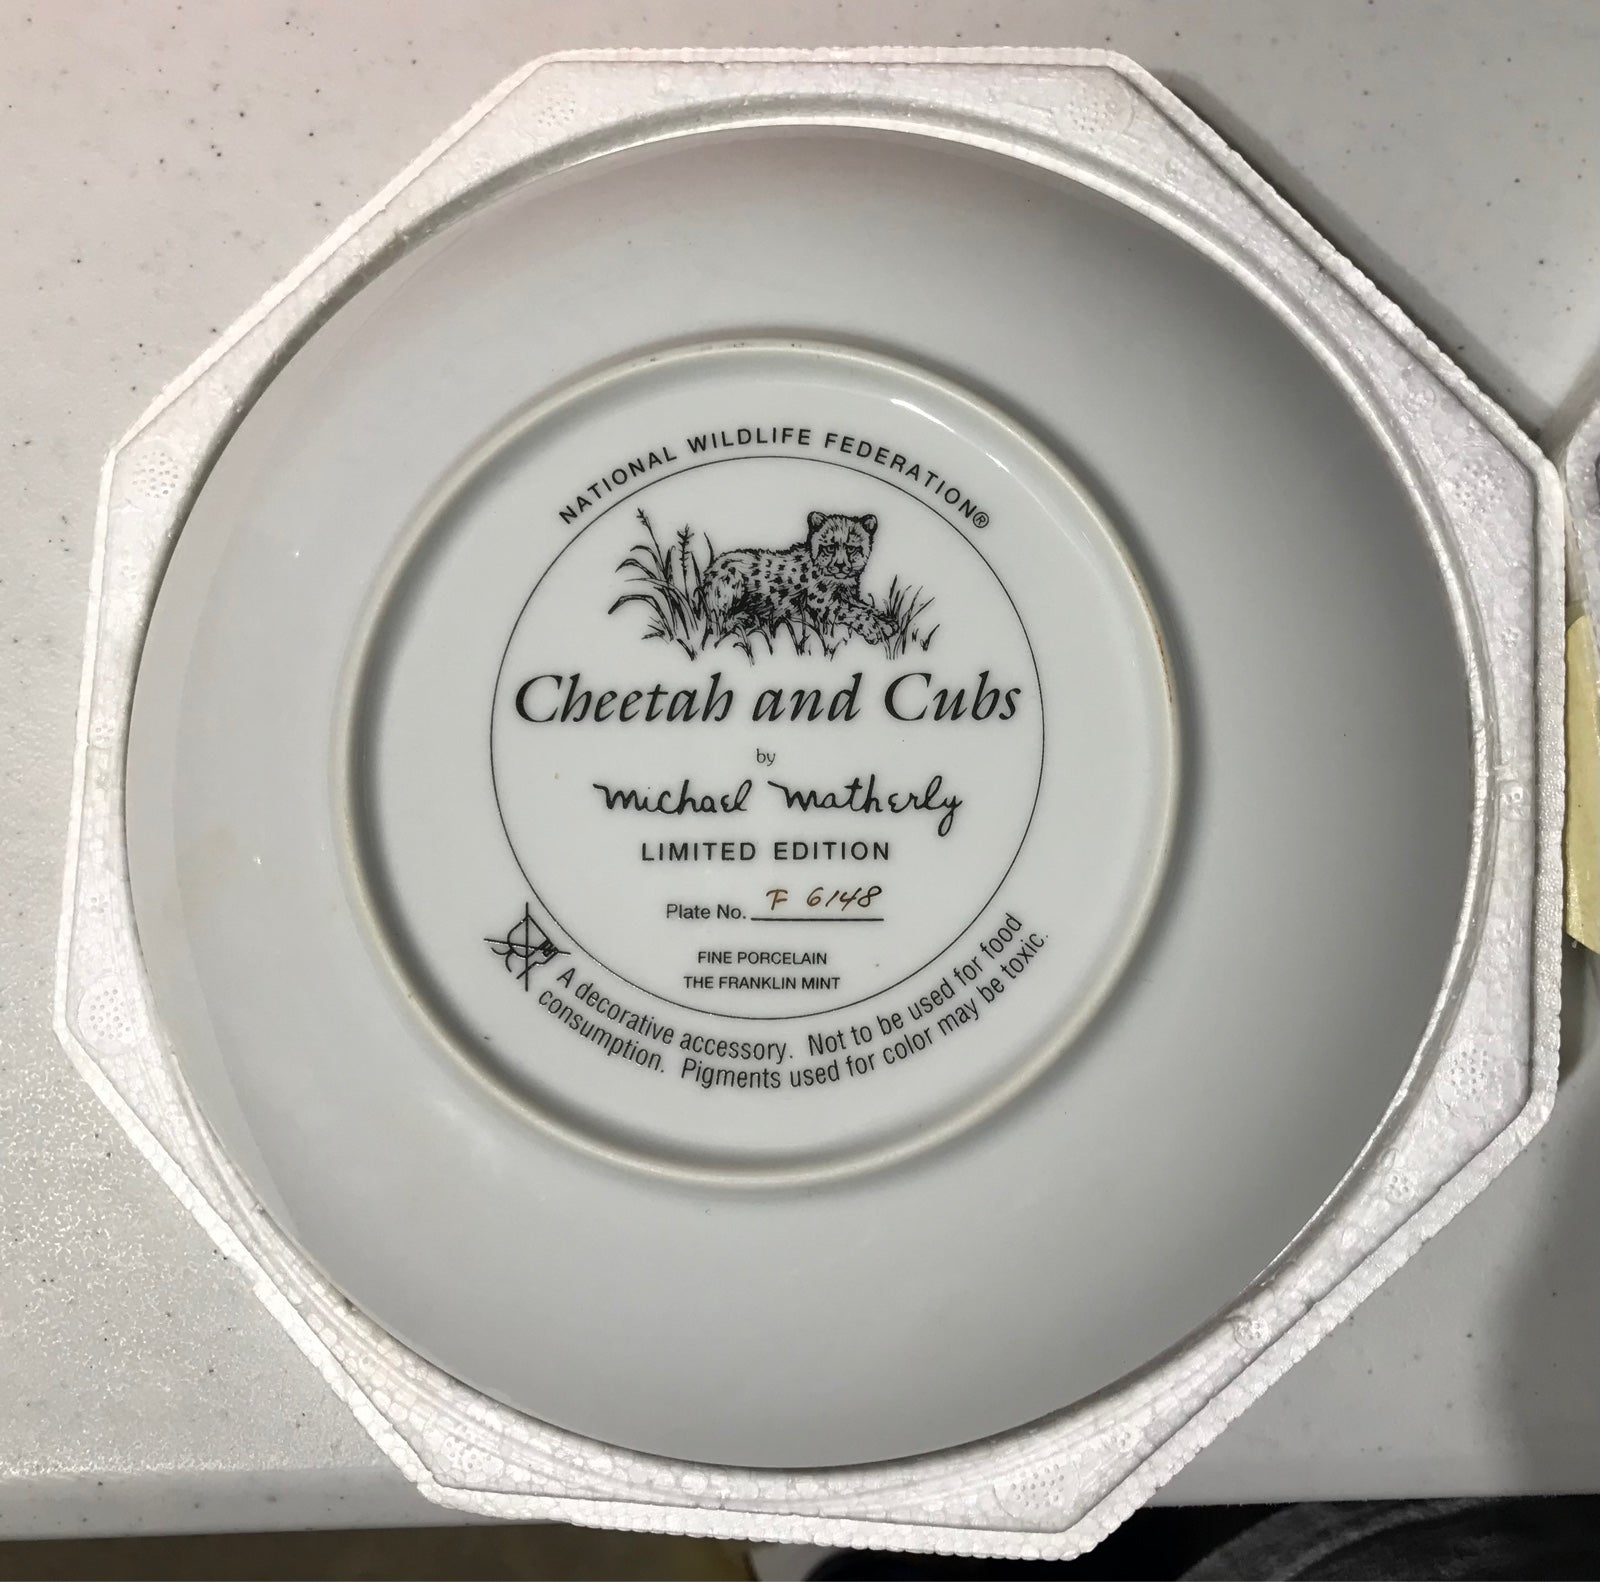 NATIONAL WILDLIFE FEDERATION®
Cheetah and Cubs
by
Michael Matherly
LIMITED EDITION
Plate No. F 6148
FINE PORCELAIN
THE FRANKLIN MINT
A decorative accessory. Not to be used for food
consumption. Pigments used for color may be toxic.